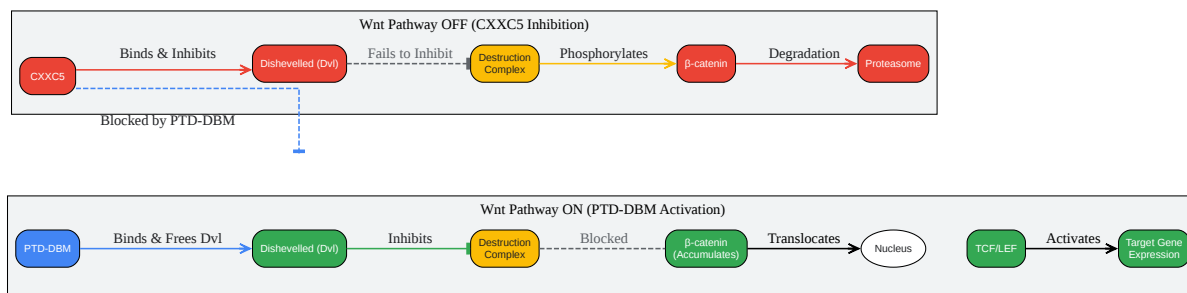 Wnt Pathway OFF (CXXC5 Inhibition)
CXXC5
Binds & Inhibits
Dishevelled (Dvl)
Fails to Inhibit
Destruction
Complex
Phosphorylates
β-catenin
Degradation
Proteasome
Blocked by PTD-DBM
Wnt Pathway ON (PTD-DBM Activation)
PTD-DBM
Binds & Frees Dvl
Dishevelled (Dvl)
Inhibits
Destruction
Complex
Blocked
β-catenin
(Accumulates)
Translocates
Nucleus
TCF/LEF
Activates
Target Gene
Expression